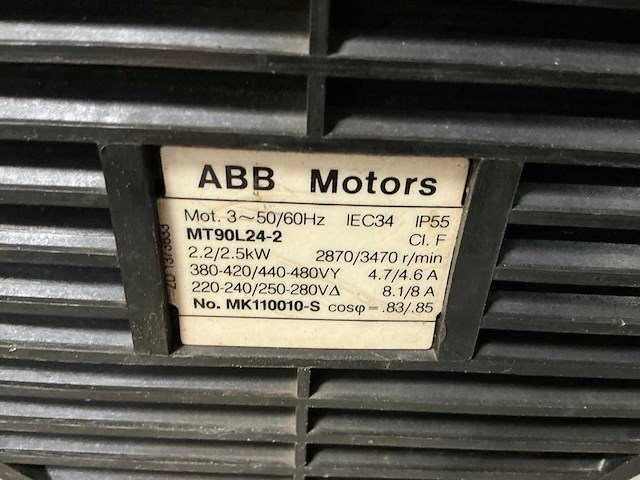 ABB Motors
Mot. 3~50/60Hz IEC34 IP55
MT90L24-2 Cl. F
2.2/2.5kW 2870/3470 r/min
380-420/440-480VY 4.7/4.6 A
220-240/250-280VΔ 8.1/8 A
No. MK110010-S cosφ=.83/.85